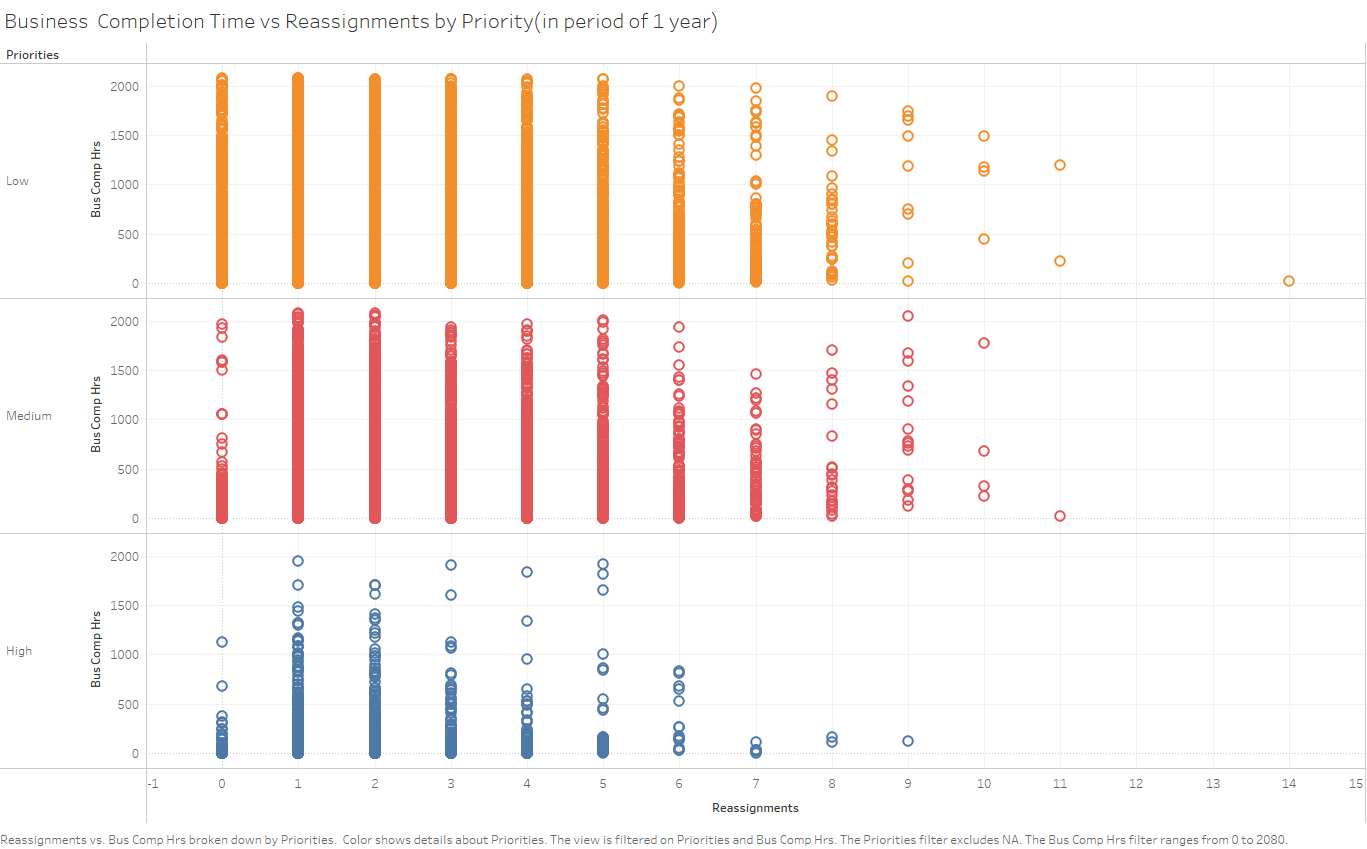 Business  Completion Time vs Reassignments by Priority(in period of 1 year)
Priorities
Low
Bus Comp Hrs
2000
1500
1000
500
0
Medium
Bus Comp Hrs
2000
1500
1000
500
0
High
Bus Comp Hrs
2000
1500
1000
500
0
-1 0 1 2 3 4 5 6 7 8 9 10 11 12 13 14 15
Reassignments
Reassignments vs. Bus Comp Hrs broken down by Priorities.  Color shows details about Priorities. The view is filtered on Priorities and Bus Comp Hrs. The Priorities filter excludes NA. The Bus Comp Hrs filter ranges from 0 to 2080.